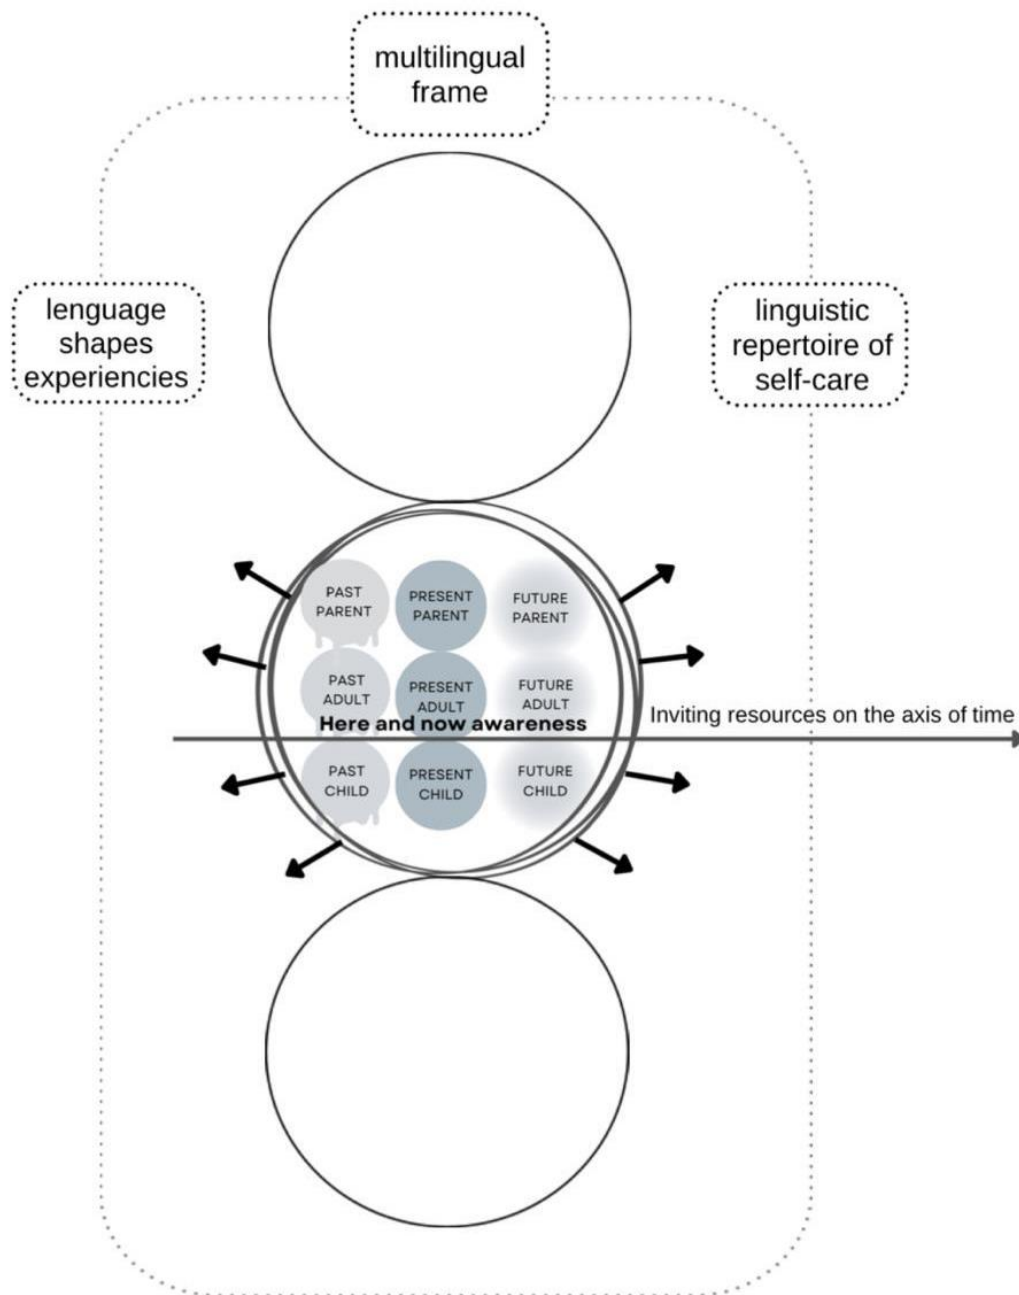 multilingual
frame
lenguage
shapes
experiencies
linguistic
repertoire of
self-care
PAST
PARENT
PRESENT
PARENT
FUTURE
PARENT
PAST
ADULT
PRESENT
ADULT
FUTURE
ADULT
Here and now awareness
Inviting resources on the axis of time
PAST
CHILD
PRESENT
CHILD
FUTURE
CHILD